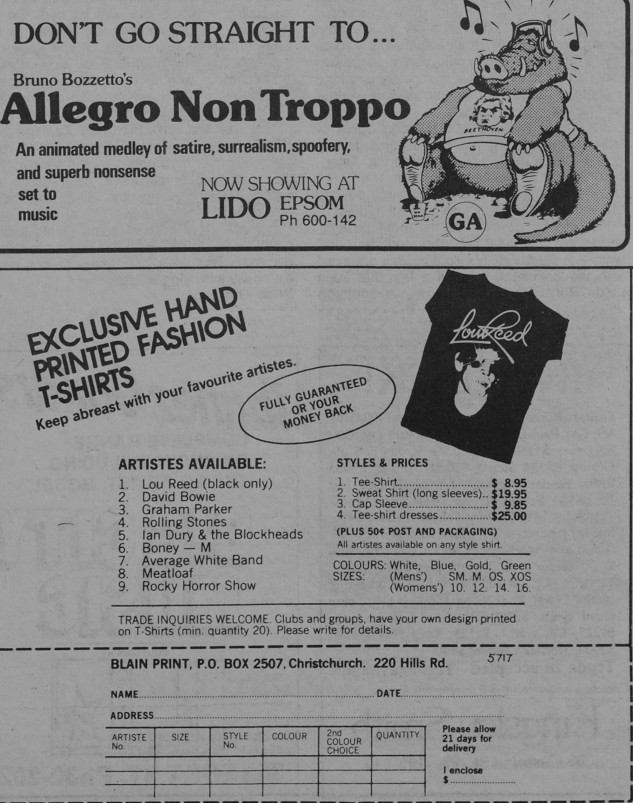 DON'T GO STRAIGHT TO...
Bruno Bozzetto's
Allegro Non Troppo
An animated medley of satire, surrealism, spoofery,
and superb nonsense
set to
music
NOW SHOWING AT
LIDO EPSOM
Ph 600-142
BEETHOVEN
GA
EXCLUSIVE HAND
PRINTED FASHION
T-SHIRTS
Keep abreast with your favourite artistes.
FULLY GUARANTEED
OR YOUR
MONEY BACK
Lou Reed
ARTISTES AVAILABLE:
1. Lou Reed (black only)
2. David Bowie
3. Graham Parker
4. Rolling Stones
5. Ian Dury & the Blockheads
6. Boney — M
7. Average White Band
8. Meatloaf
9. Rocky Horror Show
STYLES & PRICES
1. Tee-Shirt............................ $ 8.95
2. Sweat Shirt (long sleeves).. $19.95
3. Cap Sleeve........................ $ 9.85
4. Tee-shirt dresses............... $25.00
(PLUS 50¢ POST AND PACKAGING)
All artistes available on any style shirt.
COLOURS: White, Blue, Gold, Green
SIZES: (Mens') SM. M. OS. XOS
(Womens') 10. 12. 14. 16.
TRADE INQUIRIES WELCOME. Clubs and groups, have your own design printed
on T-Shirts (min. quantity 20). Please write for details.
BLAIN PRINT, P.O. BOX 2507, Christchurch. 220 Hills Rd. 5717
NAME.................... DATE....................
ADDRESS....................
ARTISTE No. SIZE STYLE No. COLOUR 2nd COLOUR CHOICE QUANTITY
Please allow
21 days for
delivery
I enclose
$....................